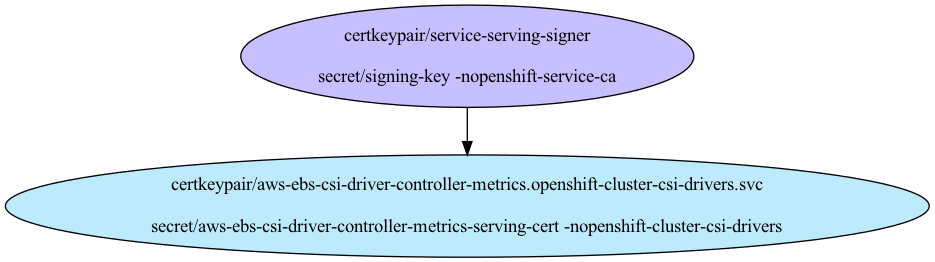 certkeypair/service-serving-signer
secret/signing-key -nopenshift-service-ca
certkeypair/aws-ebs-csi-driver-controller-metrics.openshift-cluster-csi-drivers.svc
secret/aws-ebs-csi-driver-controller-metrics-serving-cert -nopenshift-cluster-csi-drivers